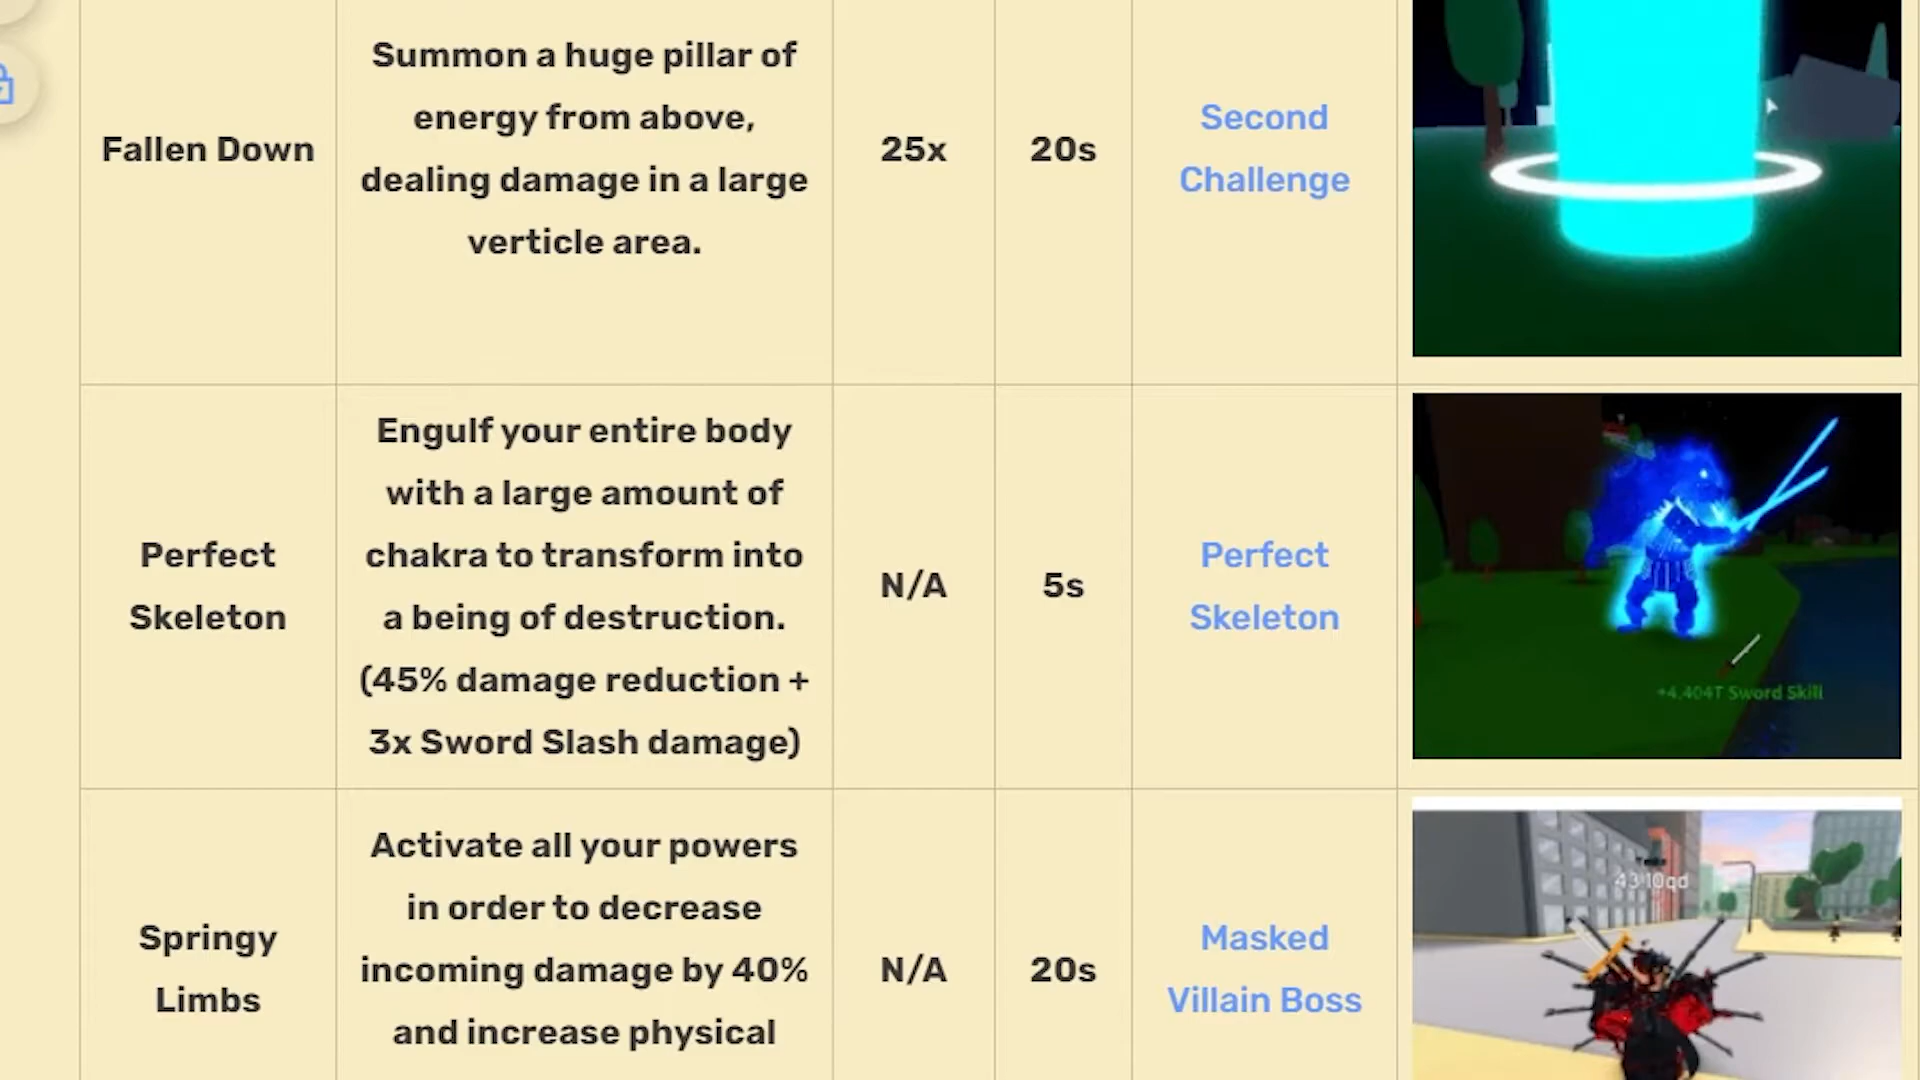 Fallen Down
Summon a huge pillar of
energy from above,
dealing damage in a large
verticle area.
25x
20s
Second
Challenge
Perfect
Skeleton
Engulf your entire body
with a large amount of
chakra to transform into
a being of destruction.
(45% damage reduction +
3x Sword Slash damage)
N/A
5s
Perfect
Skeleton
+4.404T Sword Skill
Springy
Limbs
Activate all your powers
in order to decrease
incoming damage by 40%
and increase physical
N/A
20s
Masked
Villain Boss